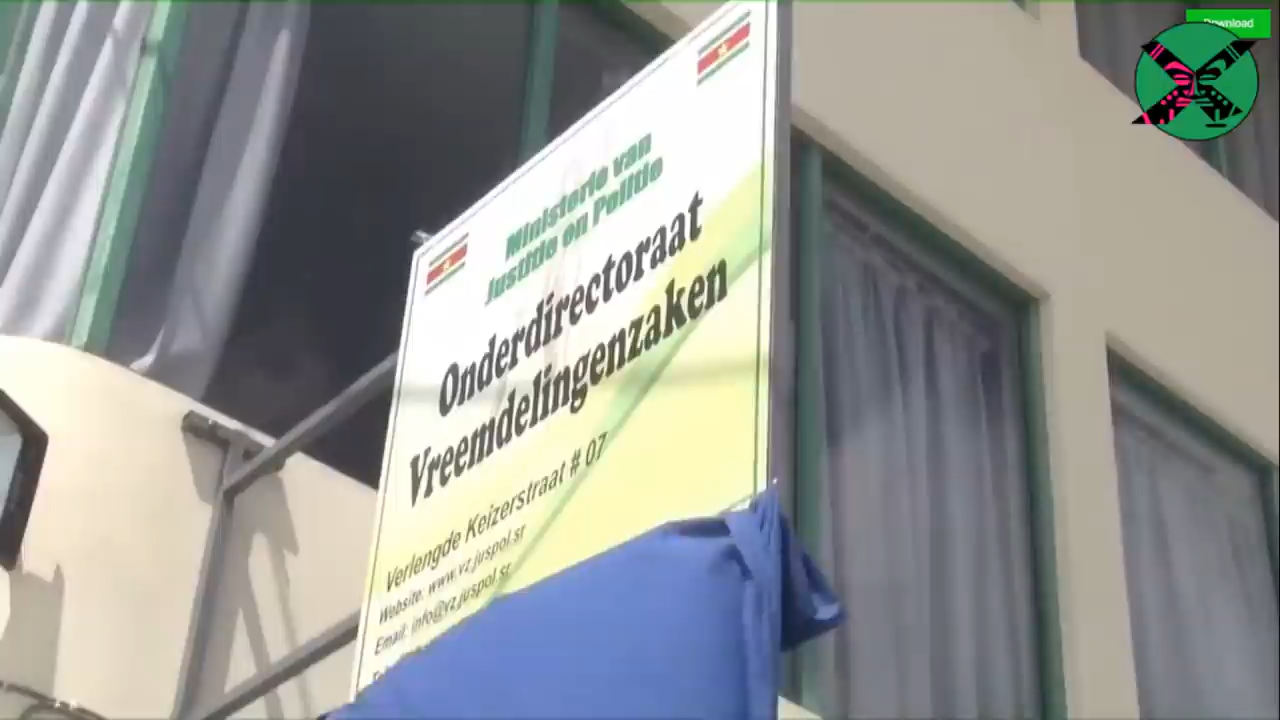 Download
Ministerie van
Justitie en Politie
Onderdirectoraat
Vreemdelingenzaken
Verlengde Keizerstraat # 07
Website: www.vz.juspol.sr
Email: info@vz.juspol.sr